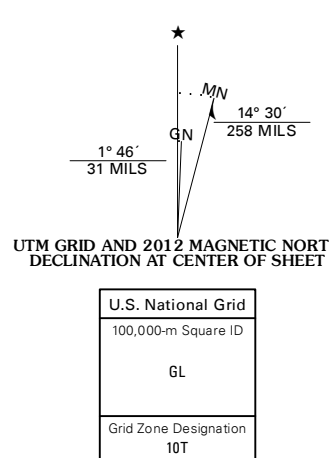 ★
MN
GN
14° 30´
258 MILS
1° 46´
31 MILS
UTM GRID AND 2012 MAGNETIC NORT
DECLINATION AT CENTER OF SHEET
U.S. National Grid
100,000-m Square ID
GL
Grid Zone Designation
10T